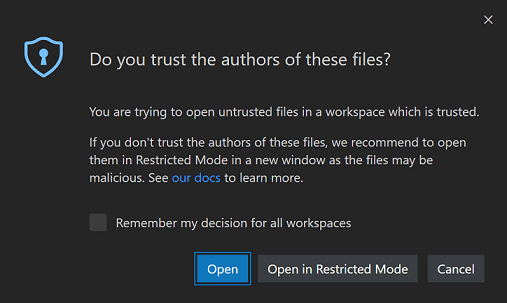 Do you trust the authors of these files?
You are trying to open untrusted files in a workspace which is trusted.
If you don't trust the authors of these files, we recommend to open
them in Restricted Mode in a new window as the files may be
malicious. See our docs to learn more.
Remember my decision for all workspaces
Open Open in Restricted Mode Cancel